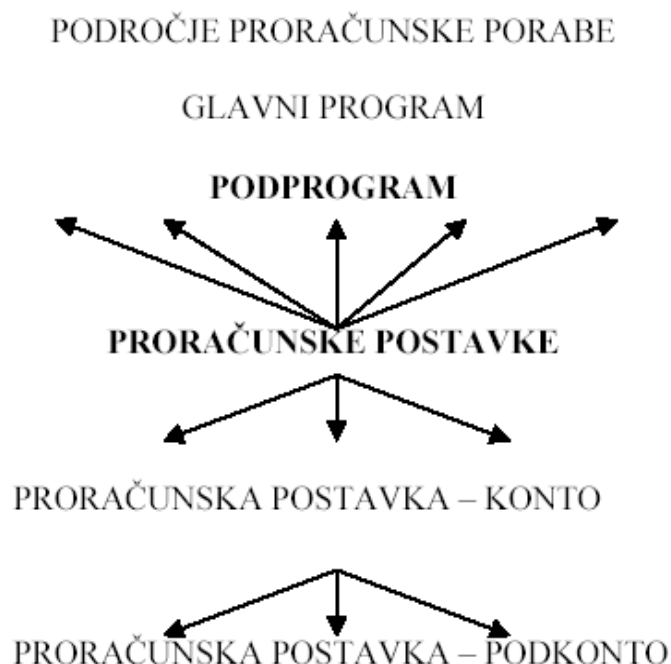 PODROČJE PRORAČUNSKE PORABE
GLAVNI PROGRAM
PODPROGRAM
PRORAČUNSKE POSTAVKE
PRORAČUNSKA POSTAVKA – KONTO
PRORAČUNSKA POSTAVKA – PODKONTO